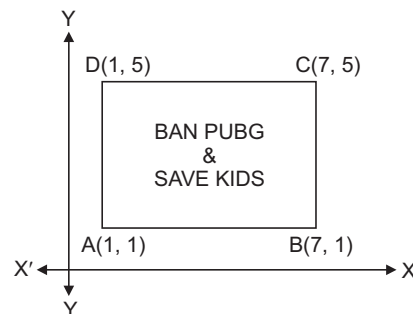 Y
D(1, 5) C(7, 5)
BAN PUBG
&
SAVE KIDS
A(1, 1) B(7, 1)
X′ X
Y